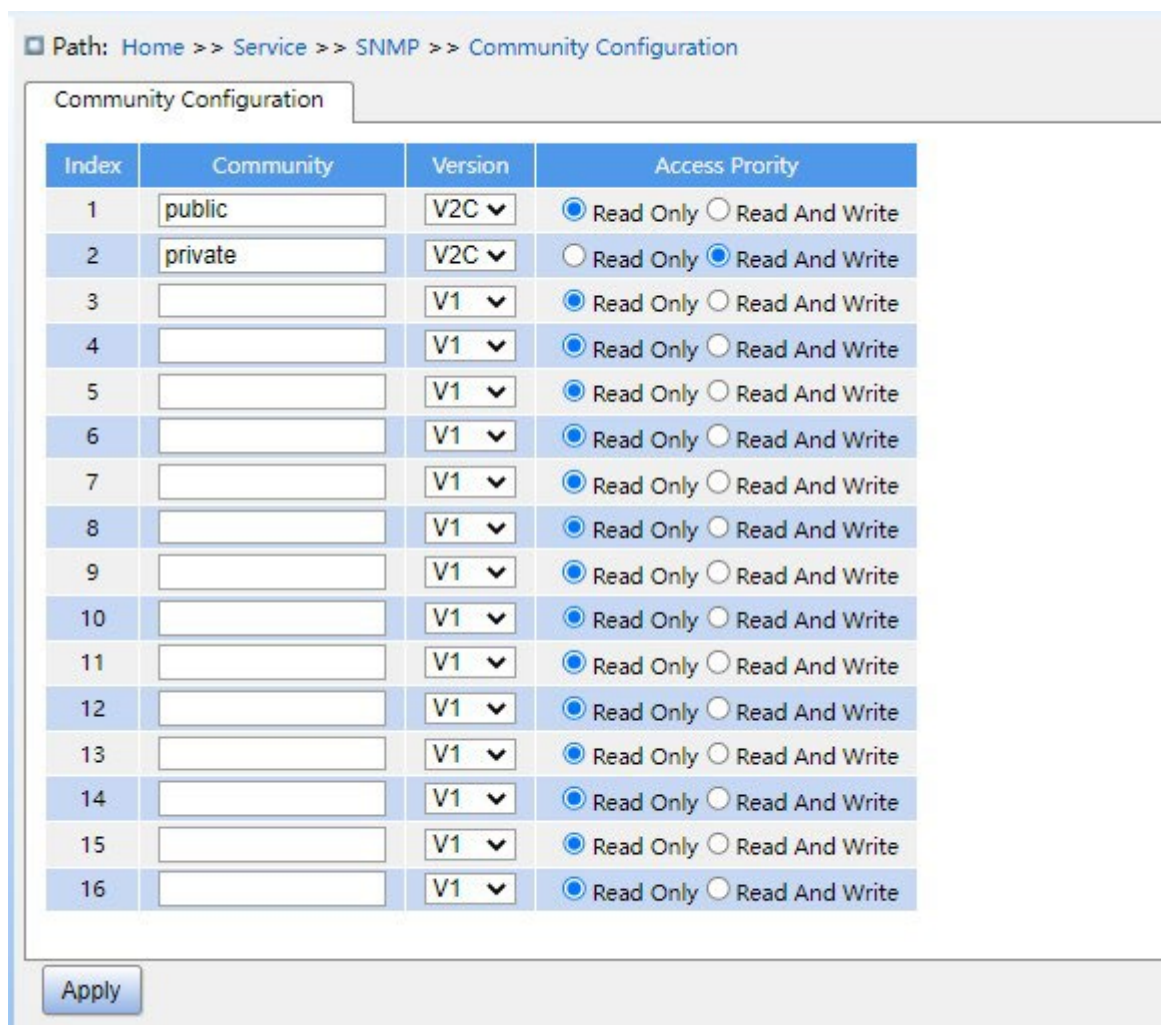 Path: Home >> Service >> SNMP >> Community Configuration
Community Configuration
Index Community Version Access Prority
1 public V2C Read Only Read And Write
2 private V2C Read Only Read And Write
3 V1 Read Only Read And Write
4 V1 Read Only Read And Write
5 V1 Read Only Read And Write
6 V1 Read Only Read And Write
7 V1 Read Only Read And Write
8 V1 Read Only Read And Write
9 V1 Read Only Read And Write
10 V1 Read Only Read And Write
11 V1 Read Only Read And Write
12 V1 Read Only Read And Write
13 V1 Read Only Read And Write
14 V1 Read Only Read And Write
15 V1 Read Only Read And Write
16 V1 Read Only Read And Write
Apply